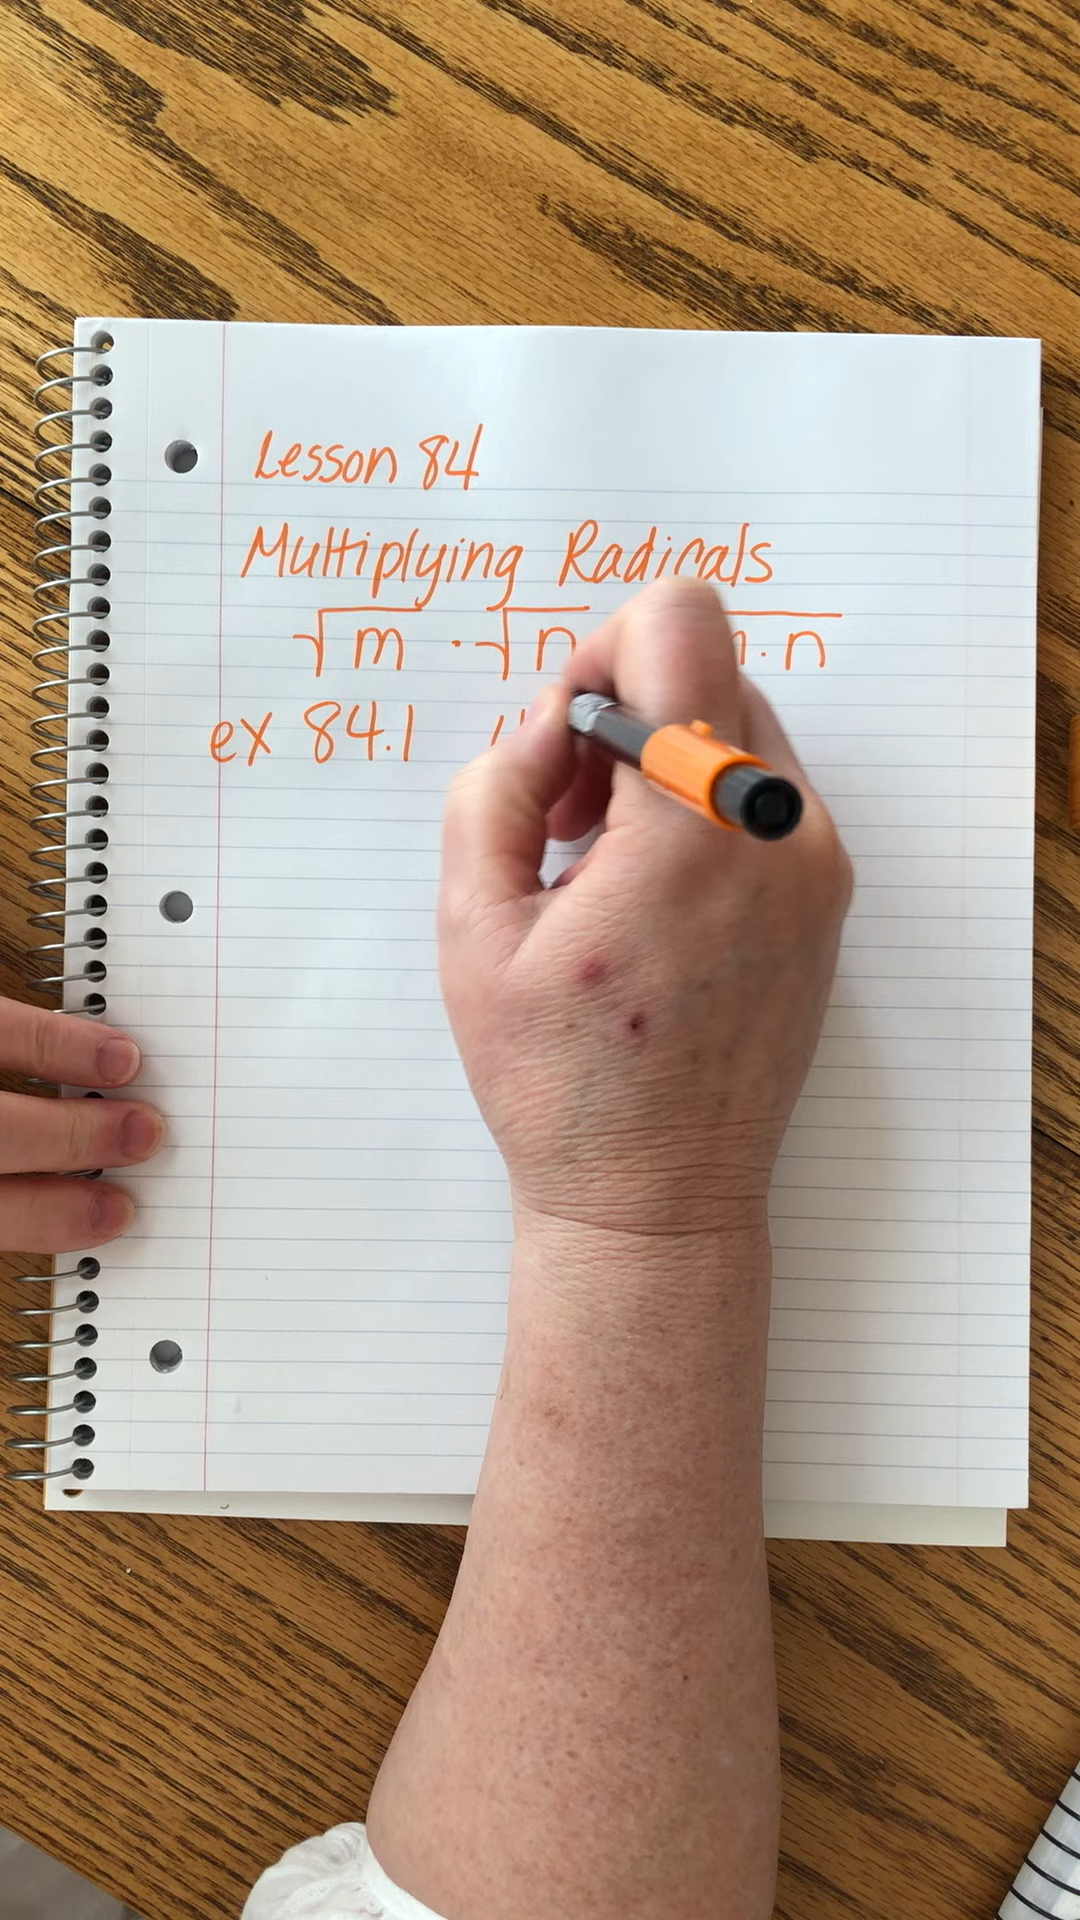 Lesson 84
Multiplying Radicals
√m · √n · n
ex 84.1